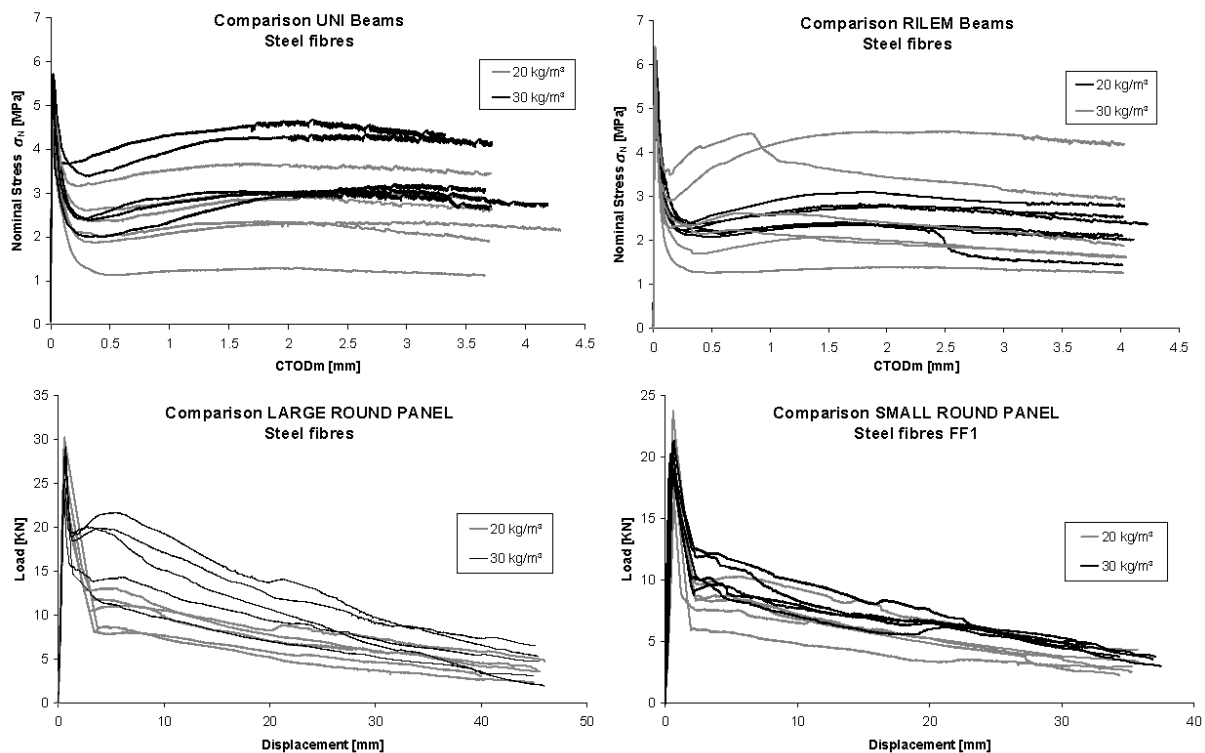 Comparison UNI Beams
Steel fibres
20 kg/m³
30 kg/m³
Nominal Stress σN [MPa]
7
6
5
4
3
2
1
0
0 0.5 1 1.5 2 2.5 3 3.5 4 4.5
CTODm [mm]
Comparison RILEM Beams
Steel fibres
20 kg/m³
30 kg/m³
Nominal Stress σN [MPa]
7
6
5
4
3
2
1
0
0 0.5 1 1.5 2 2.5 3 3.5 4 4.5
CTODm [mm]
Comparison LARGE ROUND PANEL
Steel fibres
20 kg/m³
30 kg/m³
Load [KN]
35
30
25
20
15
10
5
0
0 10 20 30 40 50
Displacement [mm]
Comparison SMALL ROUND PANEL
Steel fibres FF1
20 kg/m³
30 kg/m³
Load [KN]
25
20
15
10
5
0
0 10 20 30 40
Displacement [mm]